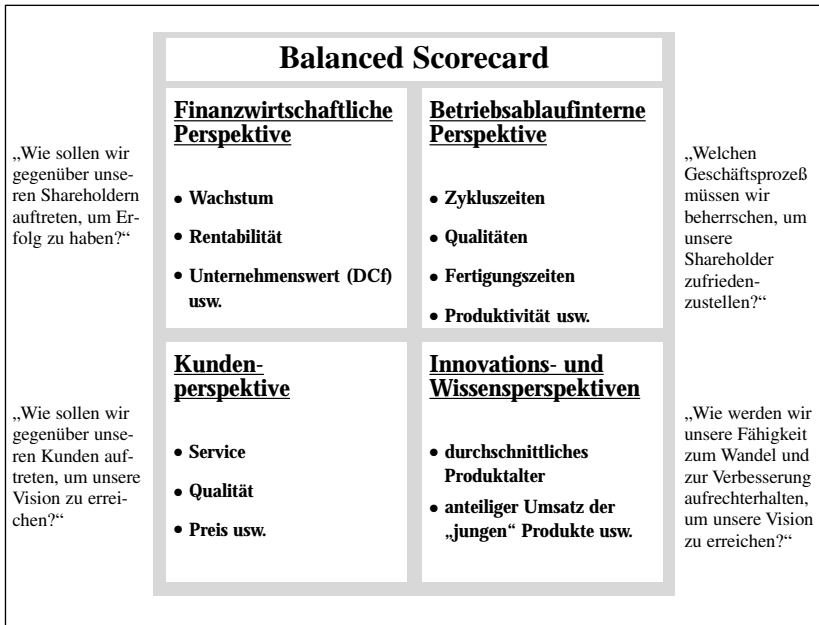 Balanced Scorecard
„Wie sollen wir
gegenüber unse-
ren Shareholdern
auftreten, um Er-
folg zu haben?“
Finanzwirtschaftliche
Perspektive
• Wachstum
• Rentabilität
• Unternehmenswert (DCf)
usw.
Betriebsablaufinterne
Perspektive
• Zykluszeiten
• Qualitäten
• Fertigungszeiten
• Produktivität usw.
„Welchen
Geschäftsprozeß
müssen wir
beherrschen, um
unsere
Shareholder
zufrieden-
zustellen?“
„Wie sollen wir
gegenüber unse-
ren Kunden auf-
treten, um unsere
Vision zu errei-
chen?“
Kunden-
perspektive
• Service
• Qualität
• Preis usw.
Innovations- und
Wissensperspektiven
• durchschnittliches
Produktalter
• anteiliger Umsatz der
„jungen“ Produkte usw.
„Wie werden wir
unsere Fähigkeit
zum Wandel und
zur Verbesserung
aufrechterhalten,
um unsere Vision
zu erreichen?“